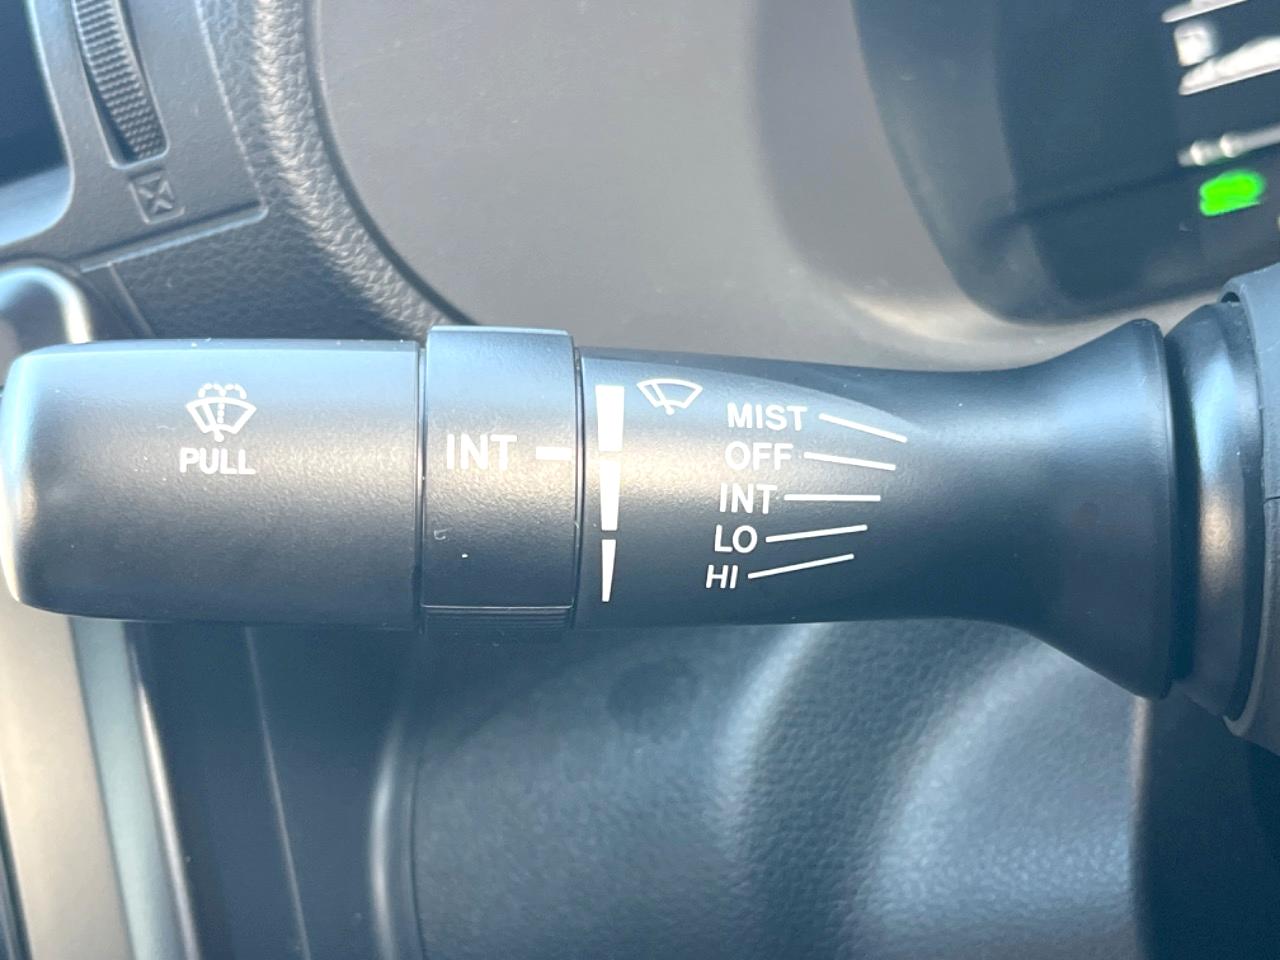 PULL
INT
MIST
OFF
INT
LO
HI